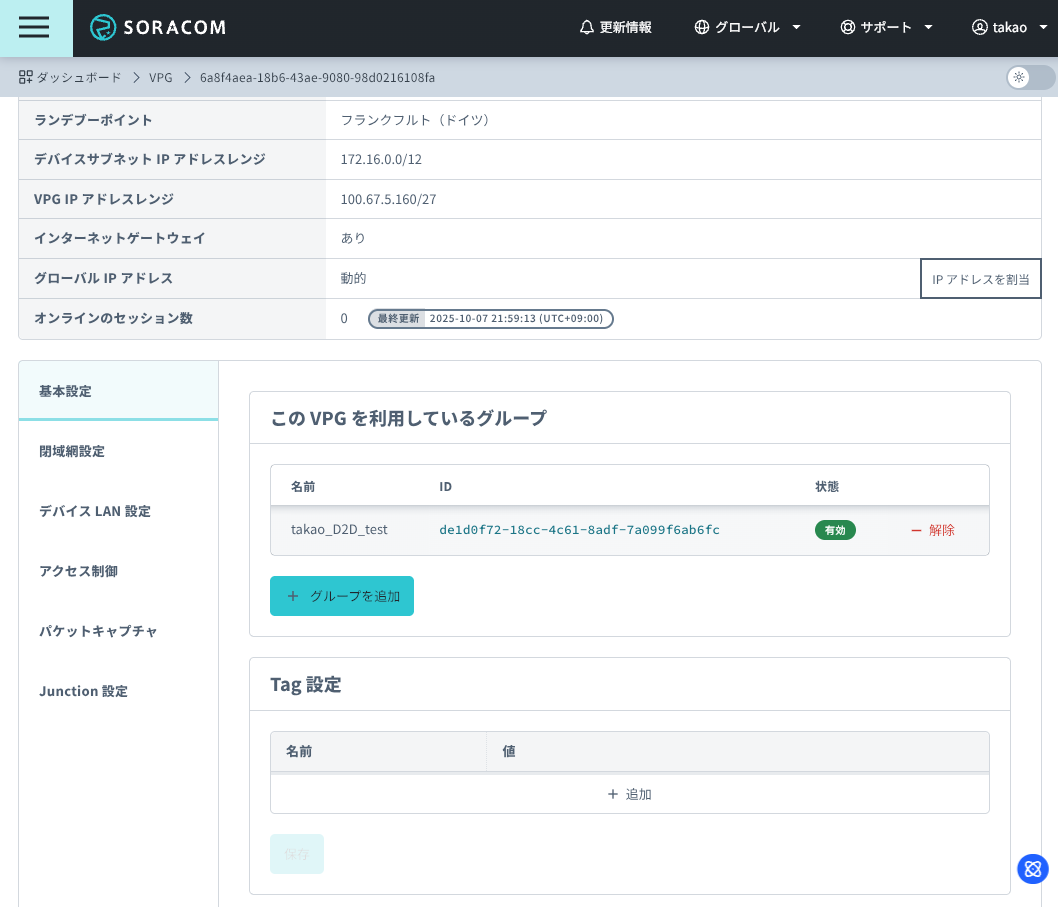 SORACOM 更新情報 グローバル サポート takao
ダッシュボード VPG 6a8f4aea-18b6-43ae-9080-98d0216108fa
ランデブーポイント フランクフルト（ドイツ）
デバイスサブネット IP アドレスレンジ 172.16.0.0/12
VPG IP アドレスレンジ 100.67.5.160/27
インターネットゲートウェイ あり
グローバル IP アドレス 動的 IP アドレスを割当
オンラインのセッション数 0 最終更新 2025-10-07 21:59:13 (UTC+09:00)
基本設定
閉域網設定
デバイス LAN 設定
アクセス制御
パケットキャプチャ
Junction 設定
この VPG を利用しているグループ
名前 ID 状態
takao_D2D_test de1d0f72-18cc-4c61-8adf-7a099f6ab6fc 有効 − 解除
+ グループを追加
Tag 設定
名前 値
+ 追加
保存